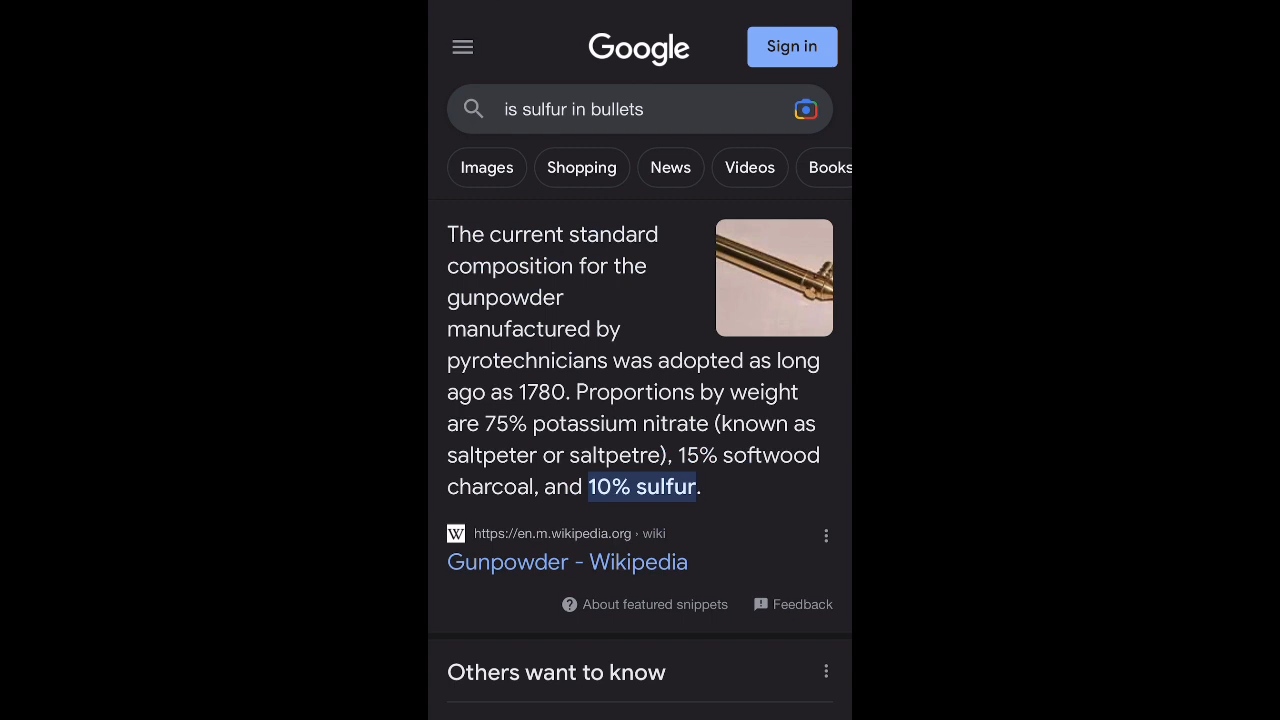 Google
Sign in
is sulfur in bullets
Images
Shopping
News
Videos
Books
The current standard
composition for the
gunpowder
manufactured by
pyrotechnicians was adopted as long
ago as 1780. Proportions by weight
are 75% potassium nitrate (known as
saltpeter or saltpetre), 15% softwood
charcoal, and 10% sulfur.
W
https://en.m.wikipedia.org › wiki
Gunpowder - Wikipedia
About featured snippets
Feedback
Others want to know